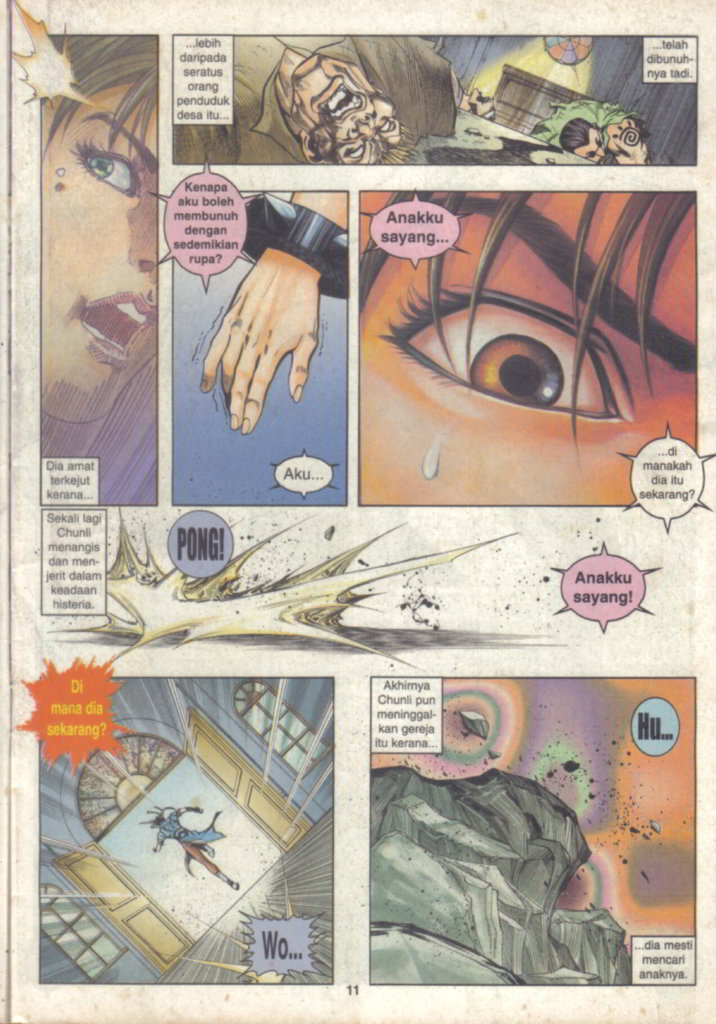 Dia amat
terkejut
kerana...
...lebih
daripada
seratus
orang
penduduk
desa itu...
...telah
dibunuh-
nya tadi.
Kenapa
aku boleh
membunuh
dengan
sedemikian
rupa?
Aku...
Anakku
sayang...
...di
manakah
dia itu
sekarang?
Sekali lagi
Chunli
menangis
dan men-
jerit dalam
keadaan
histeria.
PONG!
Anakku
sayang!
Di
mana dia
sekarang?
Wo...
Akhirnya
Chunli pun
meninggal-
kan gereja
itu kerana...
Hu...
...dia mesti
mencari
anaknya.
11